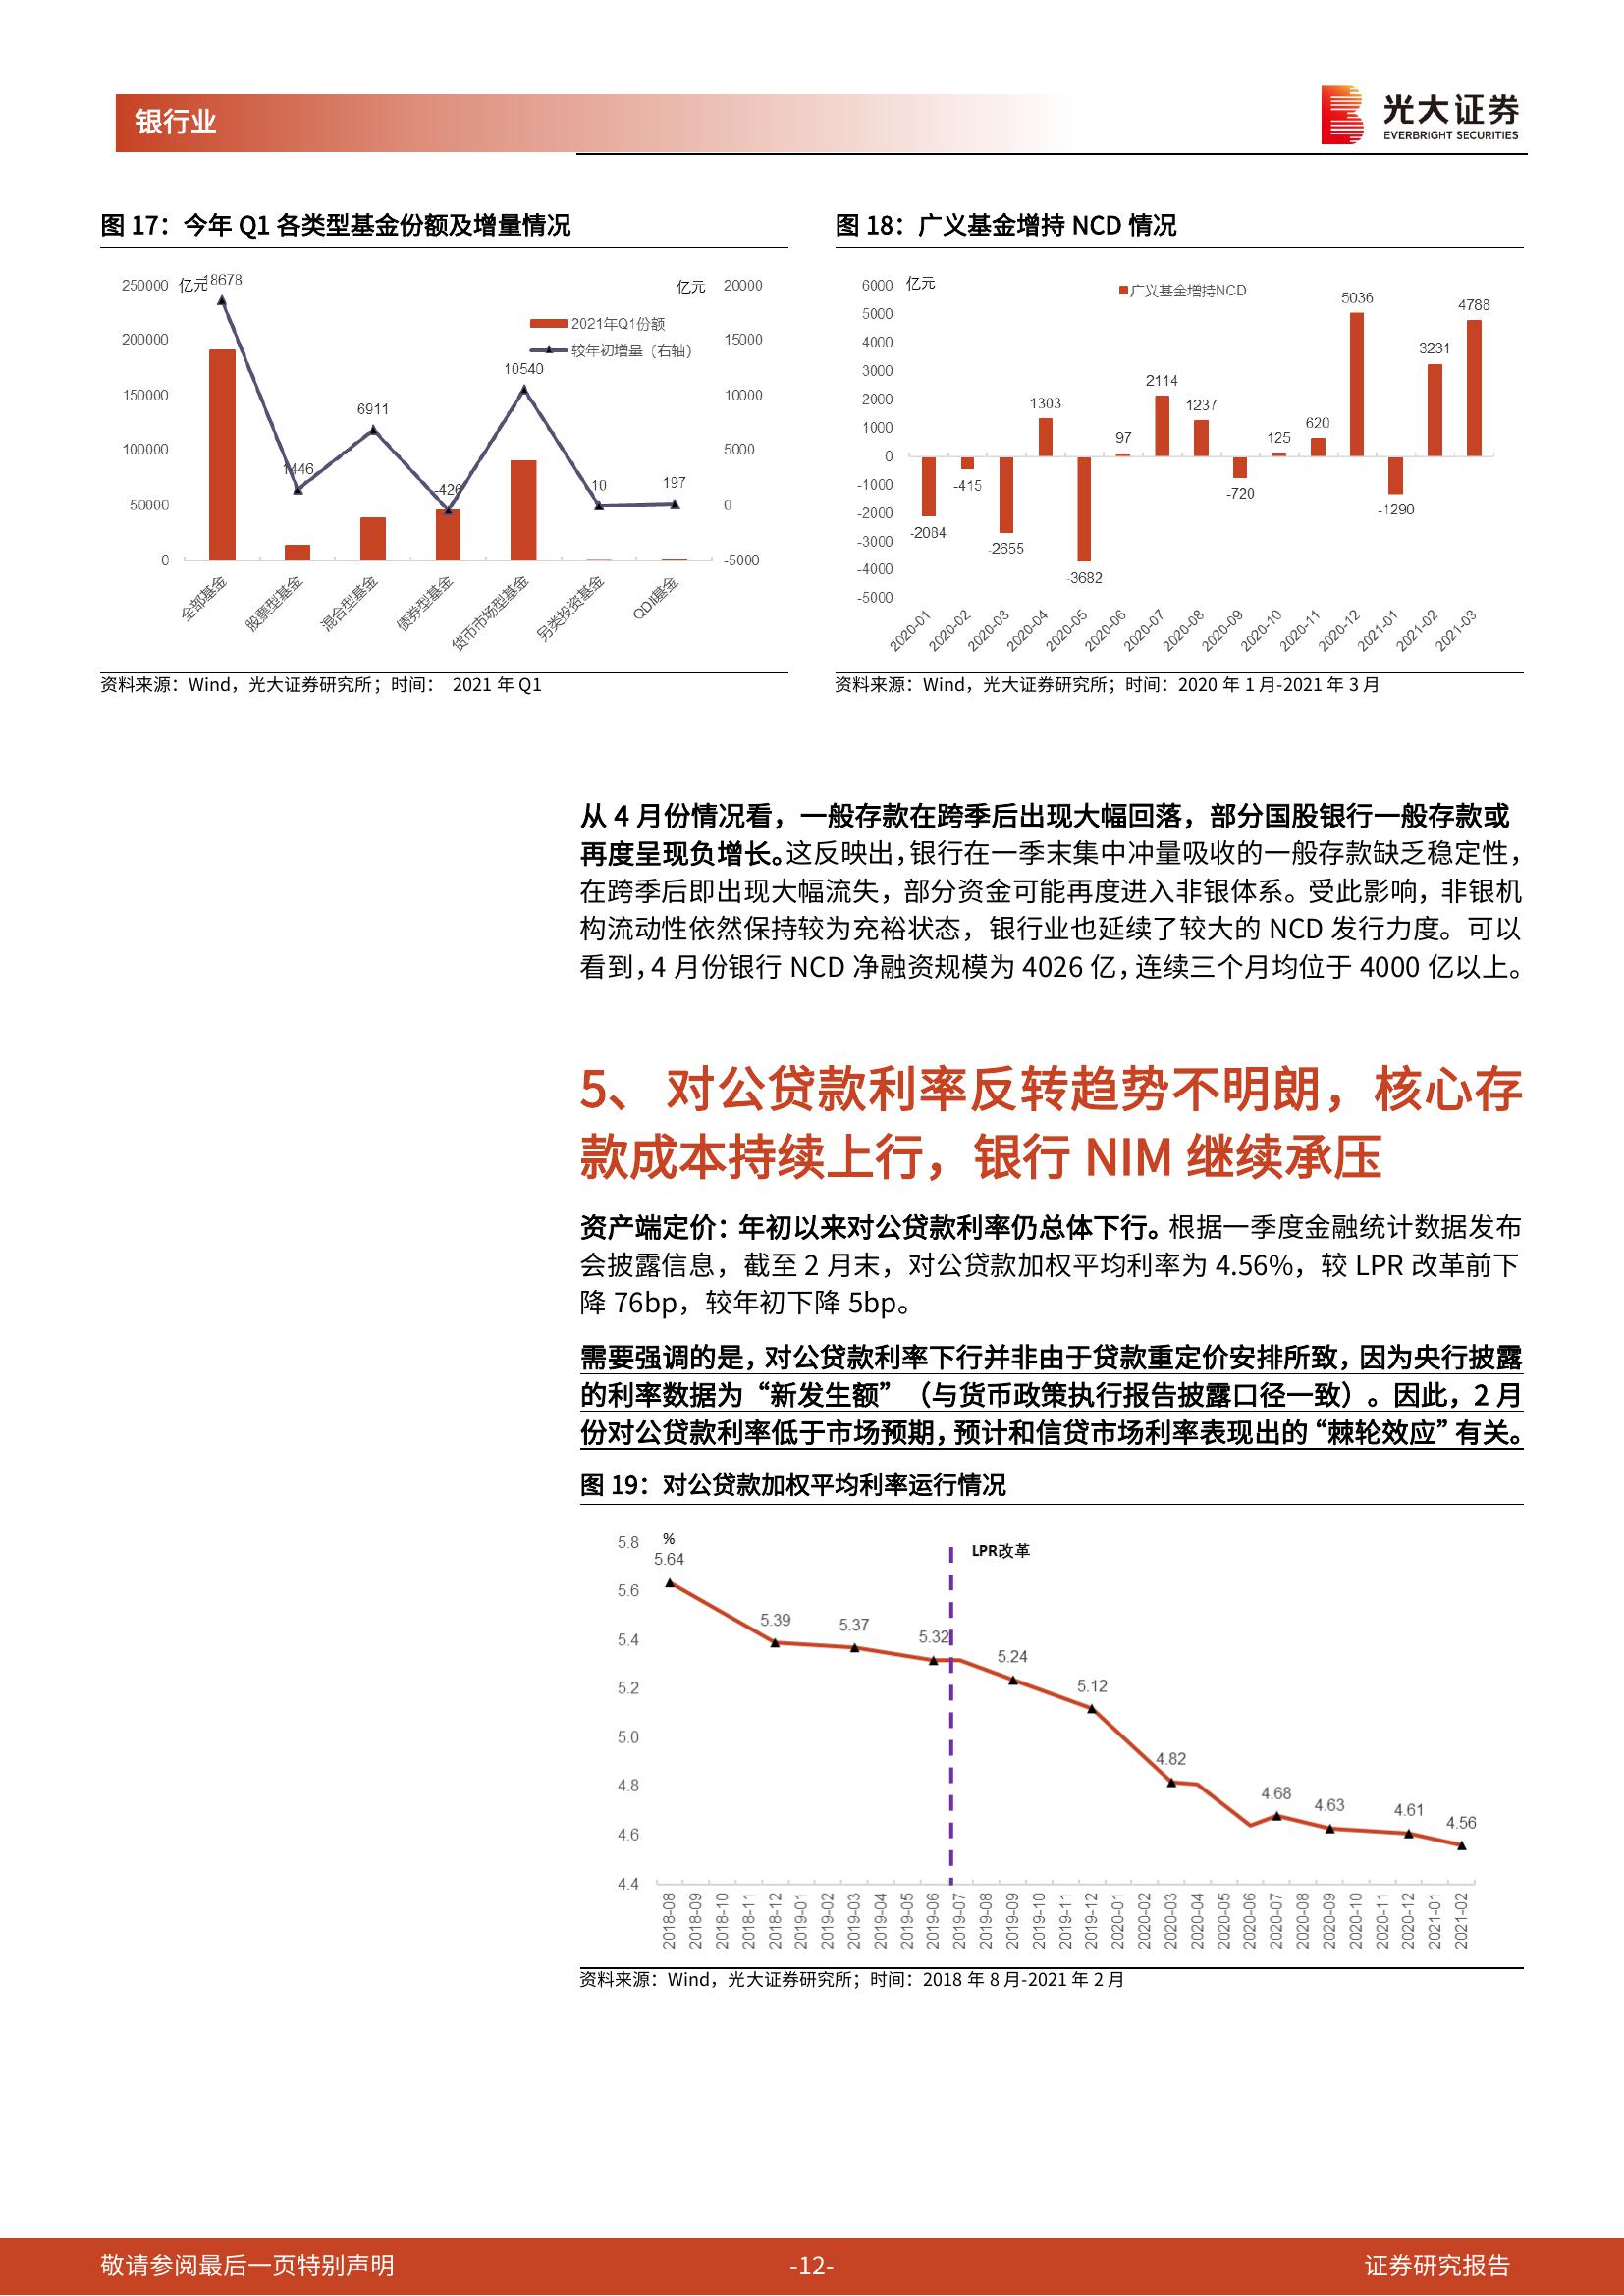 银行业
光大证券
EVERBRIGHT SECURITIES
图 17：今年 Q1 各类型基金份额及增量情况
250000
200000
150000
100000
50000
0
亿元
亿元
20000
15000
10000
5000
0
-5000
2021年Q1份额
较年初增量（右轴）
18678
1446
6911
-426
10540
10
197
全部基金
股票型基金
混合型基金
债券型基金
货币市场型基金
另类投资基金
QDII基金
资料来源：Wind，光大证券研究所；时间： 2021 年 Q1
图 18：广义基金增持 NCD 情况
6000
5000
4000
3000
2000
1000
0
-1000
-2000
-3000
-4000
-5000
亿元
广义基金增持NCD
-2084
-415
-2655
1303
-3682
97
2114
1237
-720
125
620
5036
-1290
3231
4788
2020-01
2020-02
2020-03
2020-04
2020-05
2020-06
2020-07
2020-08
2020-09
2020-10
2020-11
2020-12
2021-01
2021-02
2021-03
资料来源：Wind，光大证券研究所；时间：2020 年 1 月-2021 年 3 月
从 4 月份情况看，一般存款在跨季后出现大幅回落，部分国股银行一般存款或
再度呈现负增长。这反映出，银行在一季末集中冲量吸收的一般存款缺乏稳定性，
在跨季后即出现大幅流失，部分资金可能再度进入非银体系。受此影响，非银机
构流动性依然保持较为充裕状态，银行业也延续了较大的 NCD 发行力度。可以
看到，4 月份银行 NCD 净融资规模为 4026 亿，连续三个月均位于 4000 亿以上。
5、 对公贷款利率反转趋势不明朗，核心存
款成本持续上行，银行 NIM 继续承压
资产端定价：年初以来对公贷款利率仍总体下行。根据一季度金融统计数据发布
会披露信息，截至 2 月末，对公贷款加权平均利率为 4.56%，较 LPR 改革前下
降 76bp，较年初下降 5bp。
需要强调的是，对公贷款利率下行并非由于贷款重定价安排所致，因为央行披露
的利率数据为“新发生额”（与货币政策执行报告披露口径一致）。因此，2 月
份对公贷款利率低于市场预期，预计和信贷市场利率表现出的“棘轮效应”有关。
图 19：对公贷款加权平均利率运行情况
5.8
5.6
5.4
5.2
5.0
4.8
4.6
4.4
%
LPR改革
5.64
5.39
5.37
5.32
5.24
5.12
4.82
4.68
4.63
4.61
4.56
2018-08
2018-09
2018-10
2018-11
2018-12
2019-01
2019-02
2019-03
2019-04
2019-05
2019-06
2019-07
2019-08
2019-09
2019-10
2019-11
2019-12
2020-01
2020-02
2020-03
2020-04
2020-05
2020-06
2020-07
2020-08
2020-09
2020-10
2020-11
2020-12
2021-01
2021-02
资料来源：Wind，光大证券研究所；时间：2018 年 8 月-2021 年 2 月
敬请参阅最后一页特别声明
-12-
证券研究报告